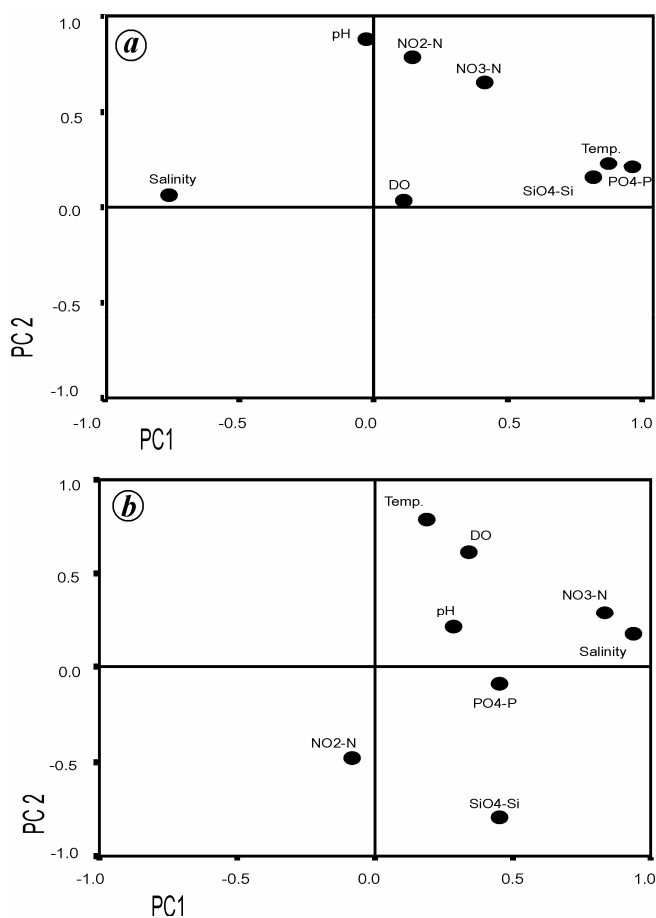 a
1.0
pH
NO2-N
NO3-N
0.5
Temp.
Salinity
DO
SiO4-Si
PO4-P
0.0
-0.5
PC 2
-1.0
-1.0
-0.5
0.0
0.5
1.0
PC1
b
1.0
Temp.
DO
0.5
NO3-N
pH
Salinity
0.0
PO4-P
NO2-N
-0.5
SiO4-Si
PC 2
-1.0
-1.0
-0.5
0.0
0.5
1.0
PC1